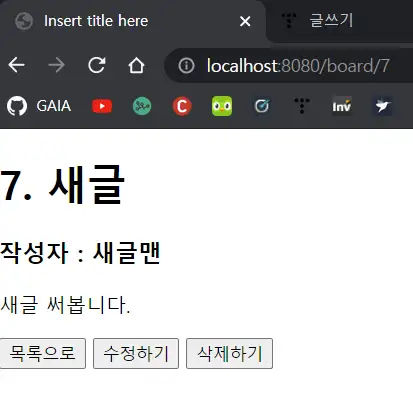 Insert title here
글쓰기
localhost:8080/board/7
GAIA
Inv
7. 새글
작성자 : 새글맨
새글 써봅니다.
목록으로 수정하기 삭제하기